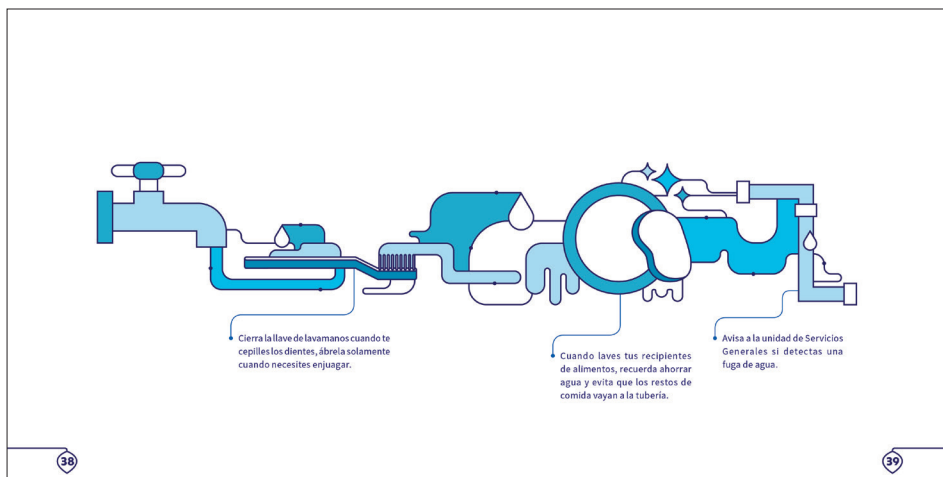 Cierra la llave de lavamanos cuando te
cepilles los dientes, ábrela solamente
cuando necesites enjuagar.
Cuando laves tus recipientes
de alimentos, recuerda ahorrar
agua y evita que los restos de
comida vayan a la tubería.
Avisa a la unidad de Servicios
Generales si detectas una
fuga de agua.
38
39